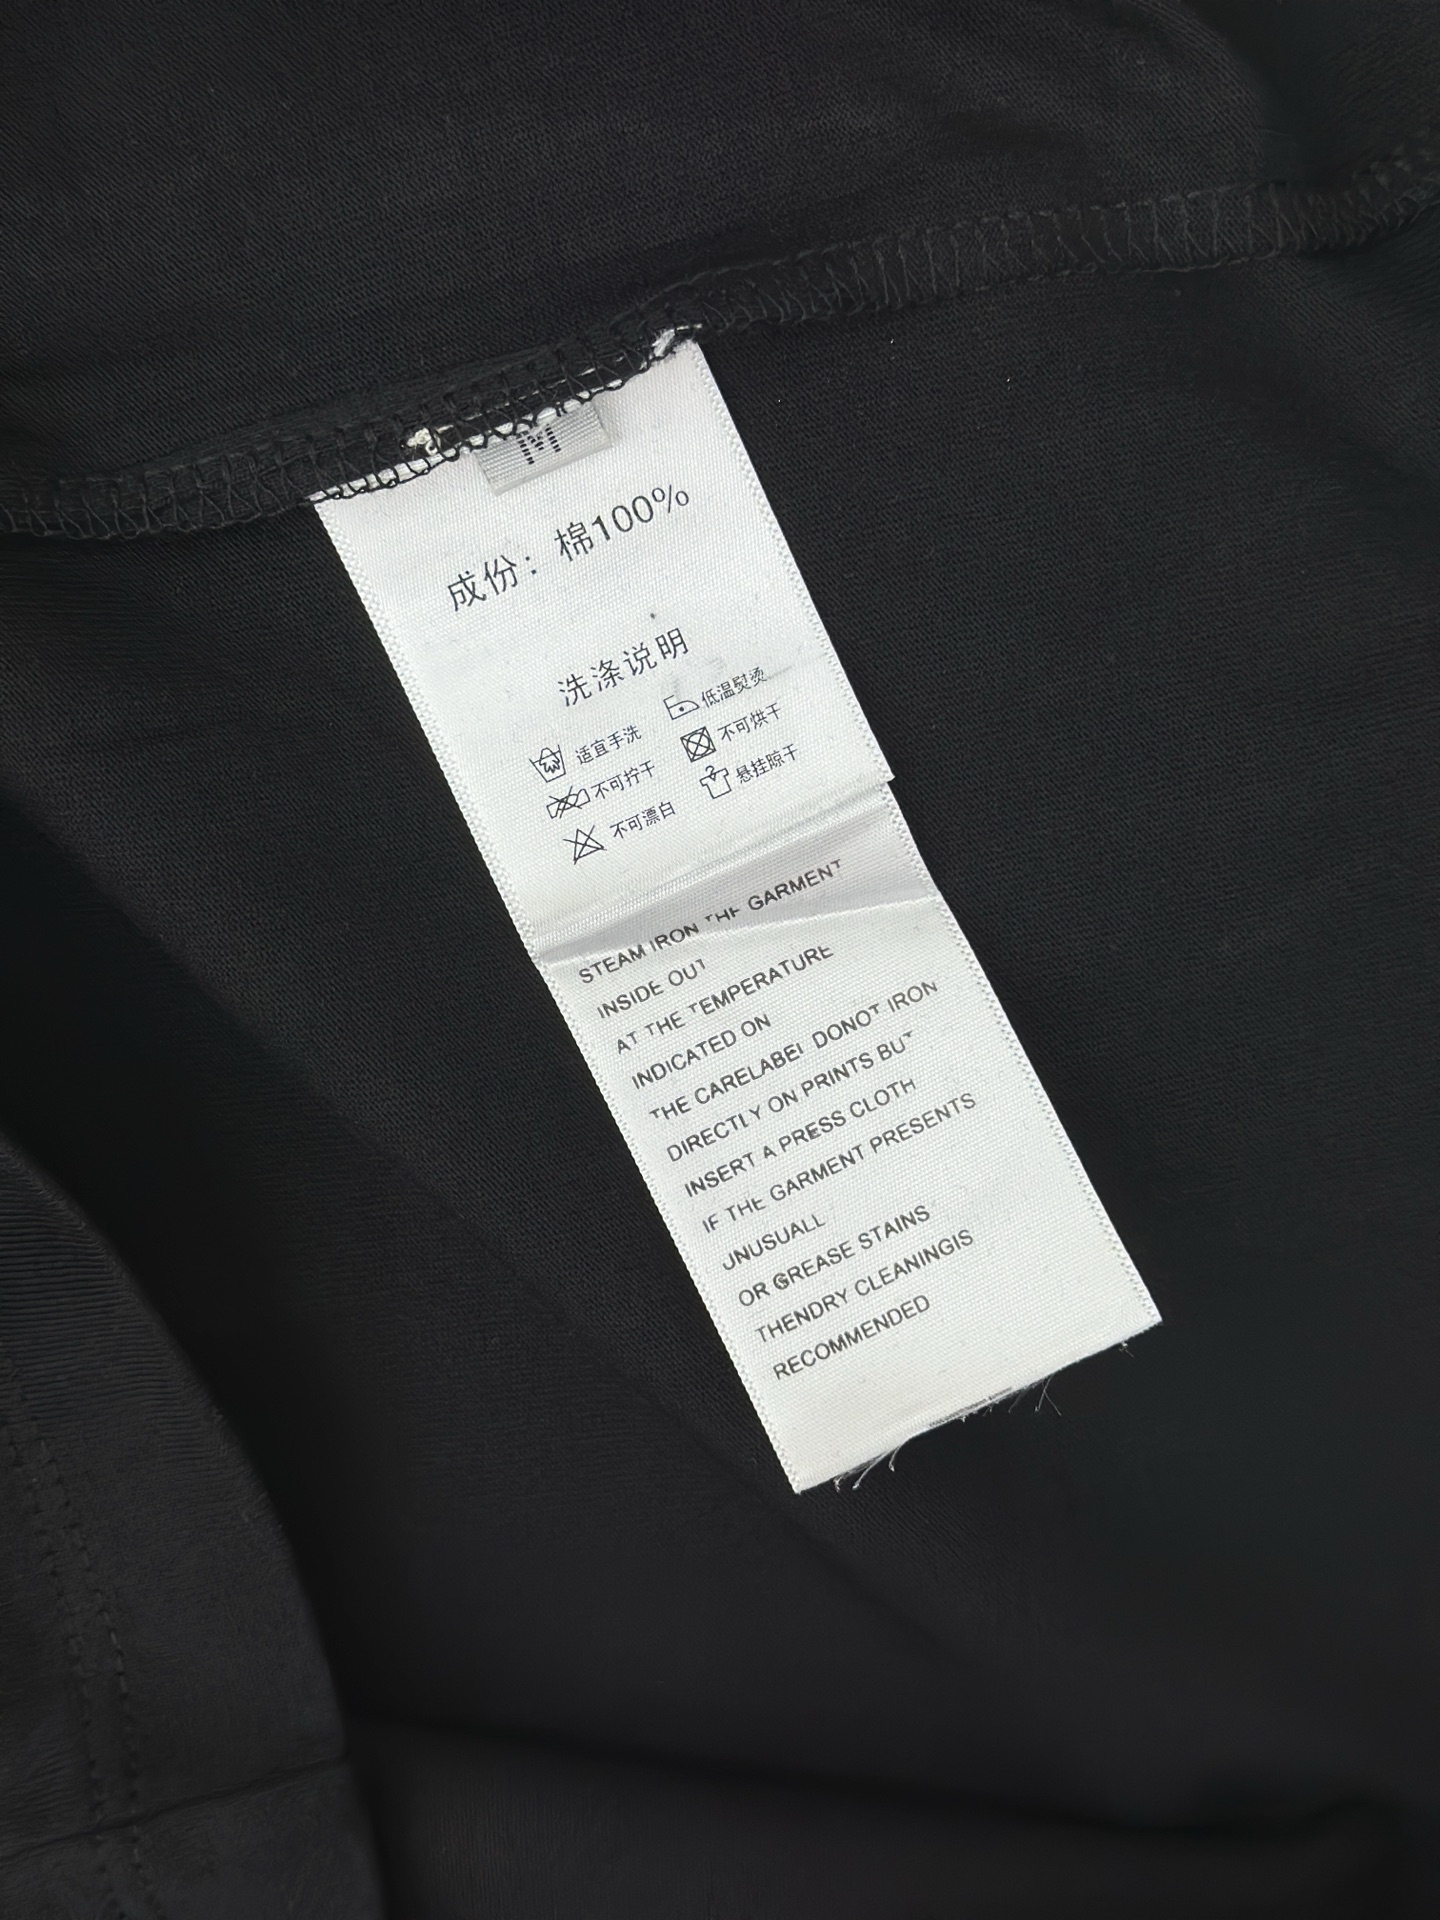 M
成份：棉100%
洗涤说明
适宜手洗 低温熨烫
不可拧干 不可烘干
不可漂白 悬挂晾干
STEAM IRON THE GARMENT
INSIDE OUT
AT THE TEMPERATURE
INDICATED ON
THE CARELABEL DONOT IRON
DIRECTLY ON PRINTS BUT
INSERT A PRESS CLOTH
IF THE GARMENT PRESENTS
UNUSUALL
OR GREASE STAINS
THENDRY CLEANINGIS
RECOMMENDED